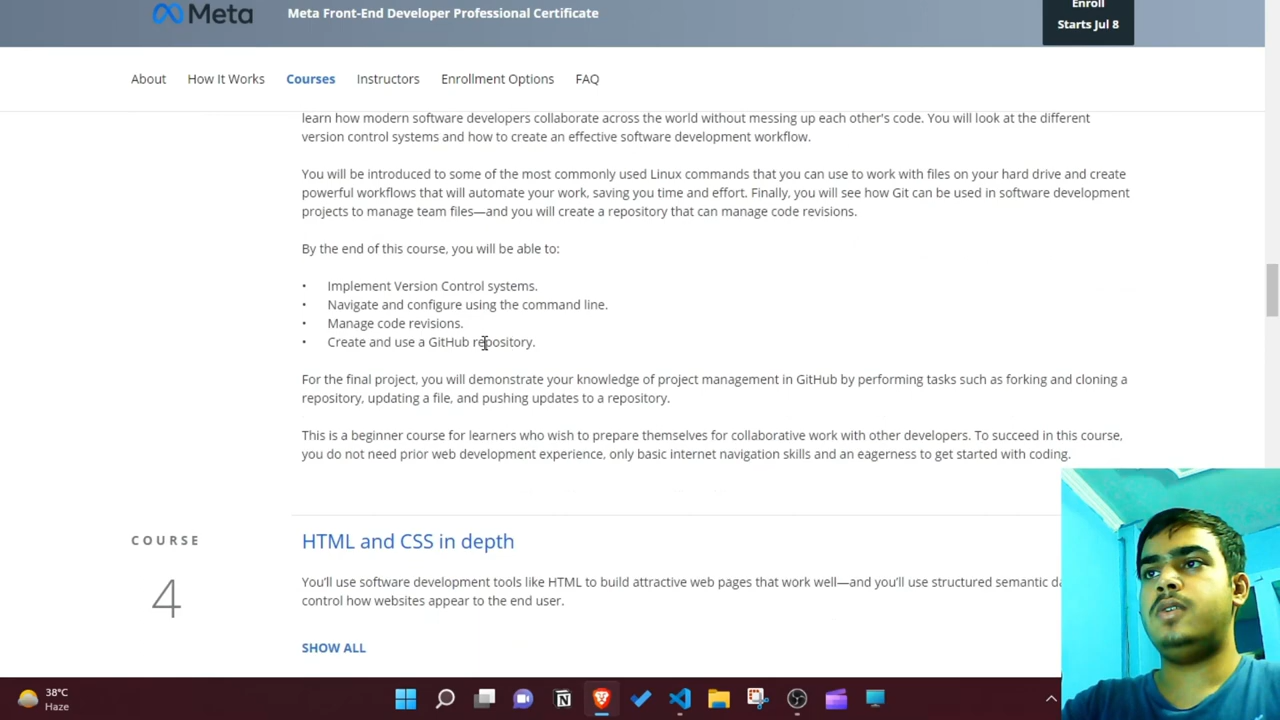 Meta
Meta Front-End Developer Professional Certificate
Enroll
Starts Jul 8
About How It Works Courses Instructors Enrollment Options FAQ
learn how modern software developers collaborate across the world without messing up each other's code. You will look at the different
version control systems and how to create an effective software development workflow.
You will be introduced to some of the most commonly used Linux commands that you can use to work with files on your hard drive and create
powerful workflows that will automate your work, saving you time and effort. Finally, you will see how Git can be used in software development
projects to manage team files—and you will create a repository that can manage code revisions.
By the end of this course, you will be able to:
• Implement Version Control systems.
• Navigate and configure using the command line.
• Manage code revisions.
• Create and use a GitHub repository.
For the final project, you will demonstrate your knowledge of project management in GitHub by performing tasks such as forking and cloning a
repository, updating a file, and pushing updates to a repository.
This is a beginner course for learners who wish to prepare themselves for collaborative work with other developers. To succeed in this course,
you do not need prior web development experience, only basic internet navigation skills and an eagerness to get started with coding.
COURSE
4
HTML and CSS in depth
You'll use software development tools like HTML to build attractive web pages that work well—and you'll use structured semantic
control how websites appear to the end user.
SHOW ALL
38°C
Haze